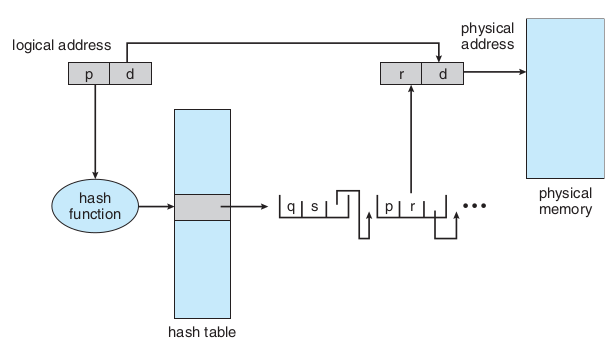 logical address
physical
address
p d
r d
hash
function
q s
p r
•••
physical
memory
hash table